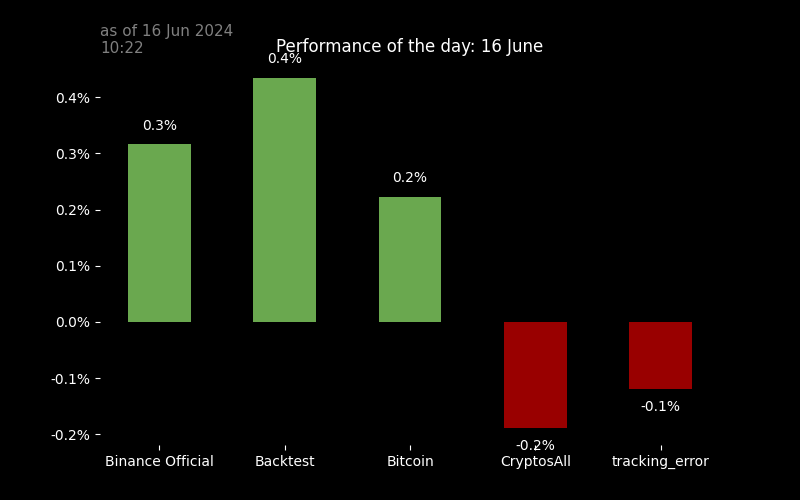 as of 16 Jun 2024
10:22
Performance of the day: 16 June
0.4%
0.3%
0.2%
0.1%
0.0%
-0.1%
-0.2%
0.3%
0.4%
0.2%
-0.2%
-0.1%
Binance Official
Backtest
Bitcoin
CryptosAll
tracking_error